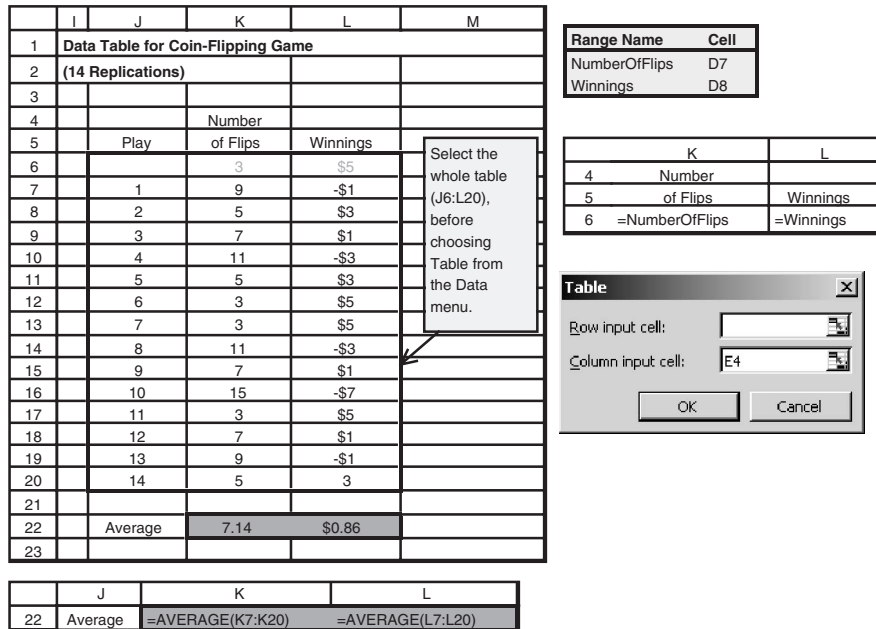 I J K L M
1 Data Table for Coin-Flipping Game
2 (14 Replications)
3
4 Number
5 Play of Flips Winnings
6 3 $5
7 1 9 -$1
8 2 5 $3
9 3 7 $1
10 4 11 -$3
11 5 5 $3
12 6 3 $5
13 7 3 $5
14 8 11 -$3
15 9 7 $1
16 10 15 -$7
17 11 3 $5
18 12 7 $1
19 13 9 -$1
20 14 5 3
21
22 Average 7.14 $0.86
23
Select the
whole table
(J6:L20),
before
choosing
Table from
the Data
menu.
Range Name Cell
NumberOfFlips D7
Winnings D8
K L
4 Number
5 of Flips Winnings
6 =NumberOfFlips =Winnings
Table
Row input cell:
Column input cell: E4
OK Cancel
J K L
22 Average =AVERAGE(K7:K20) =AVERAGE(L7:L20)